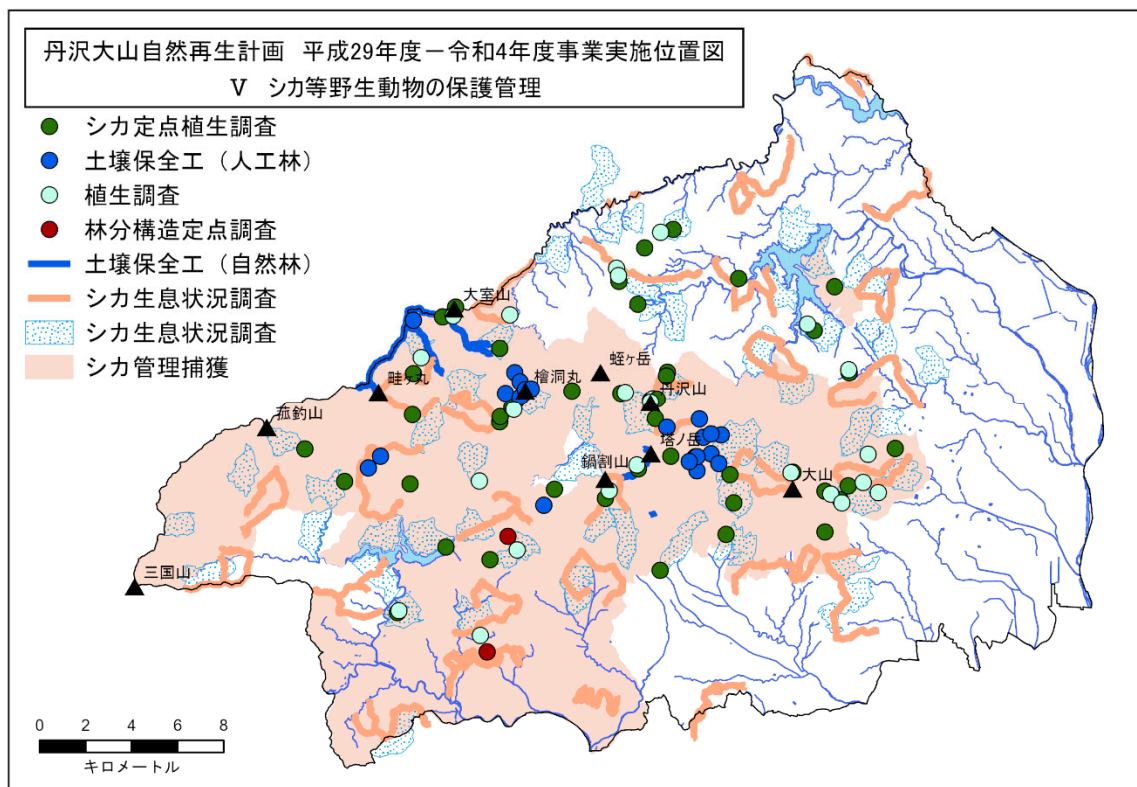 丹沢大山自然再生計画 平成29年度－令和4年度事業実施位置図
Ⅴ シカ等野生動物の保護管理
シカ定点植生調査
土壌保全工（人工林）
植生調査
林分構造定点調査
土壌保全工（自然林）
シカ生息状況調査
シカ生息状況調査
シカ管理捕獲
大室山
畦ヶ丸
檜洞丸
蛭ヶ岳
丹沢山
菰釣山
塔ノ岳
鍋割山
大山
三国山
0 2 4 6 8
キロメートル